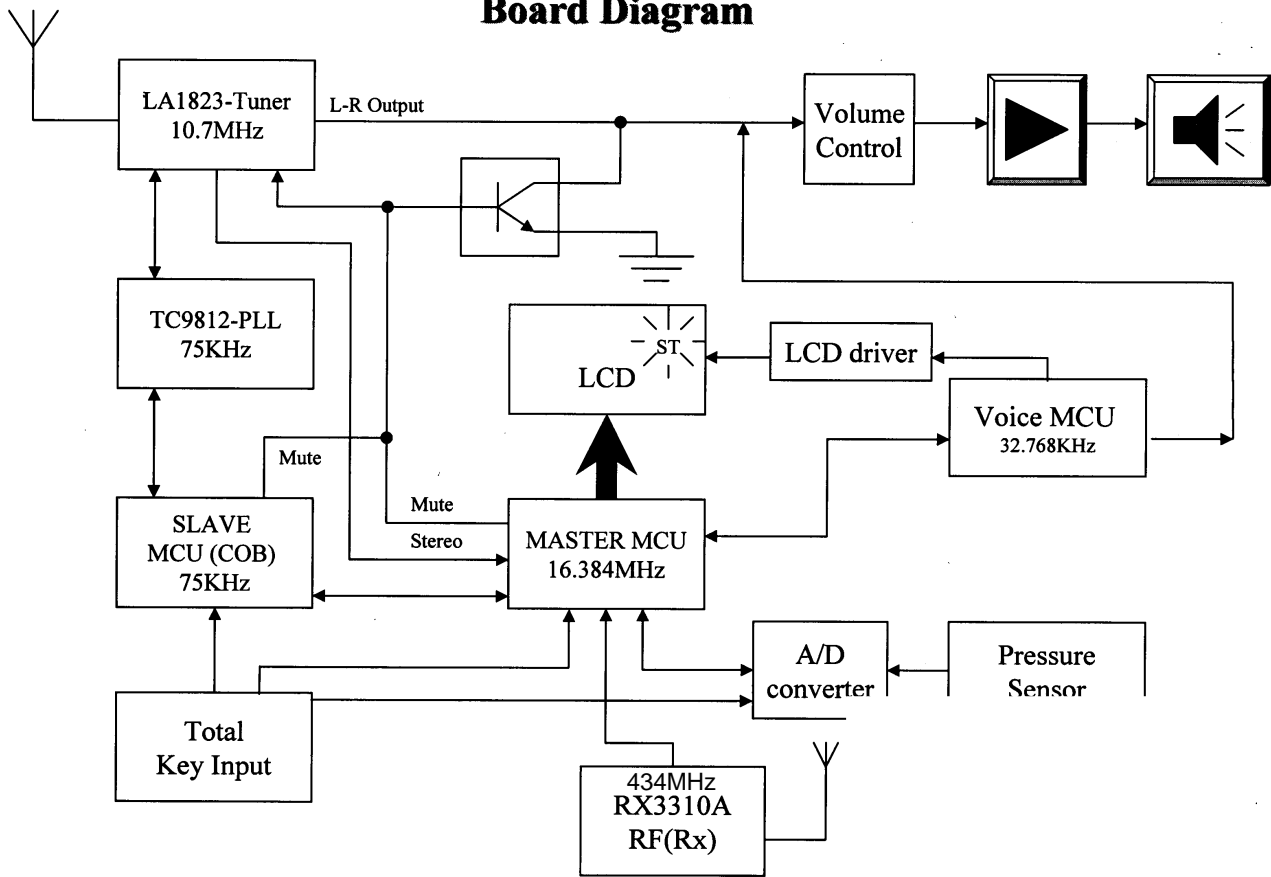 Board Diagram
LA1823-Tuner
10.7MHz
L-R Output
Volume
Control
TC9812-PLL
75KHz
ST
LCD
LCD driver
Voice MCU
32.768KHz
Mute
SLAVE
MCU (COB)
75KHz
Mute
Stereo
MASTER MCU
16.384MHz
A/D
converter
Pressure
Sensor
Total
Key Input
434MHz
RX3310A
RF(Rx)